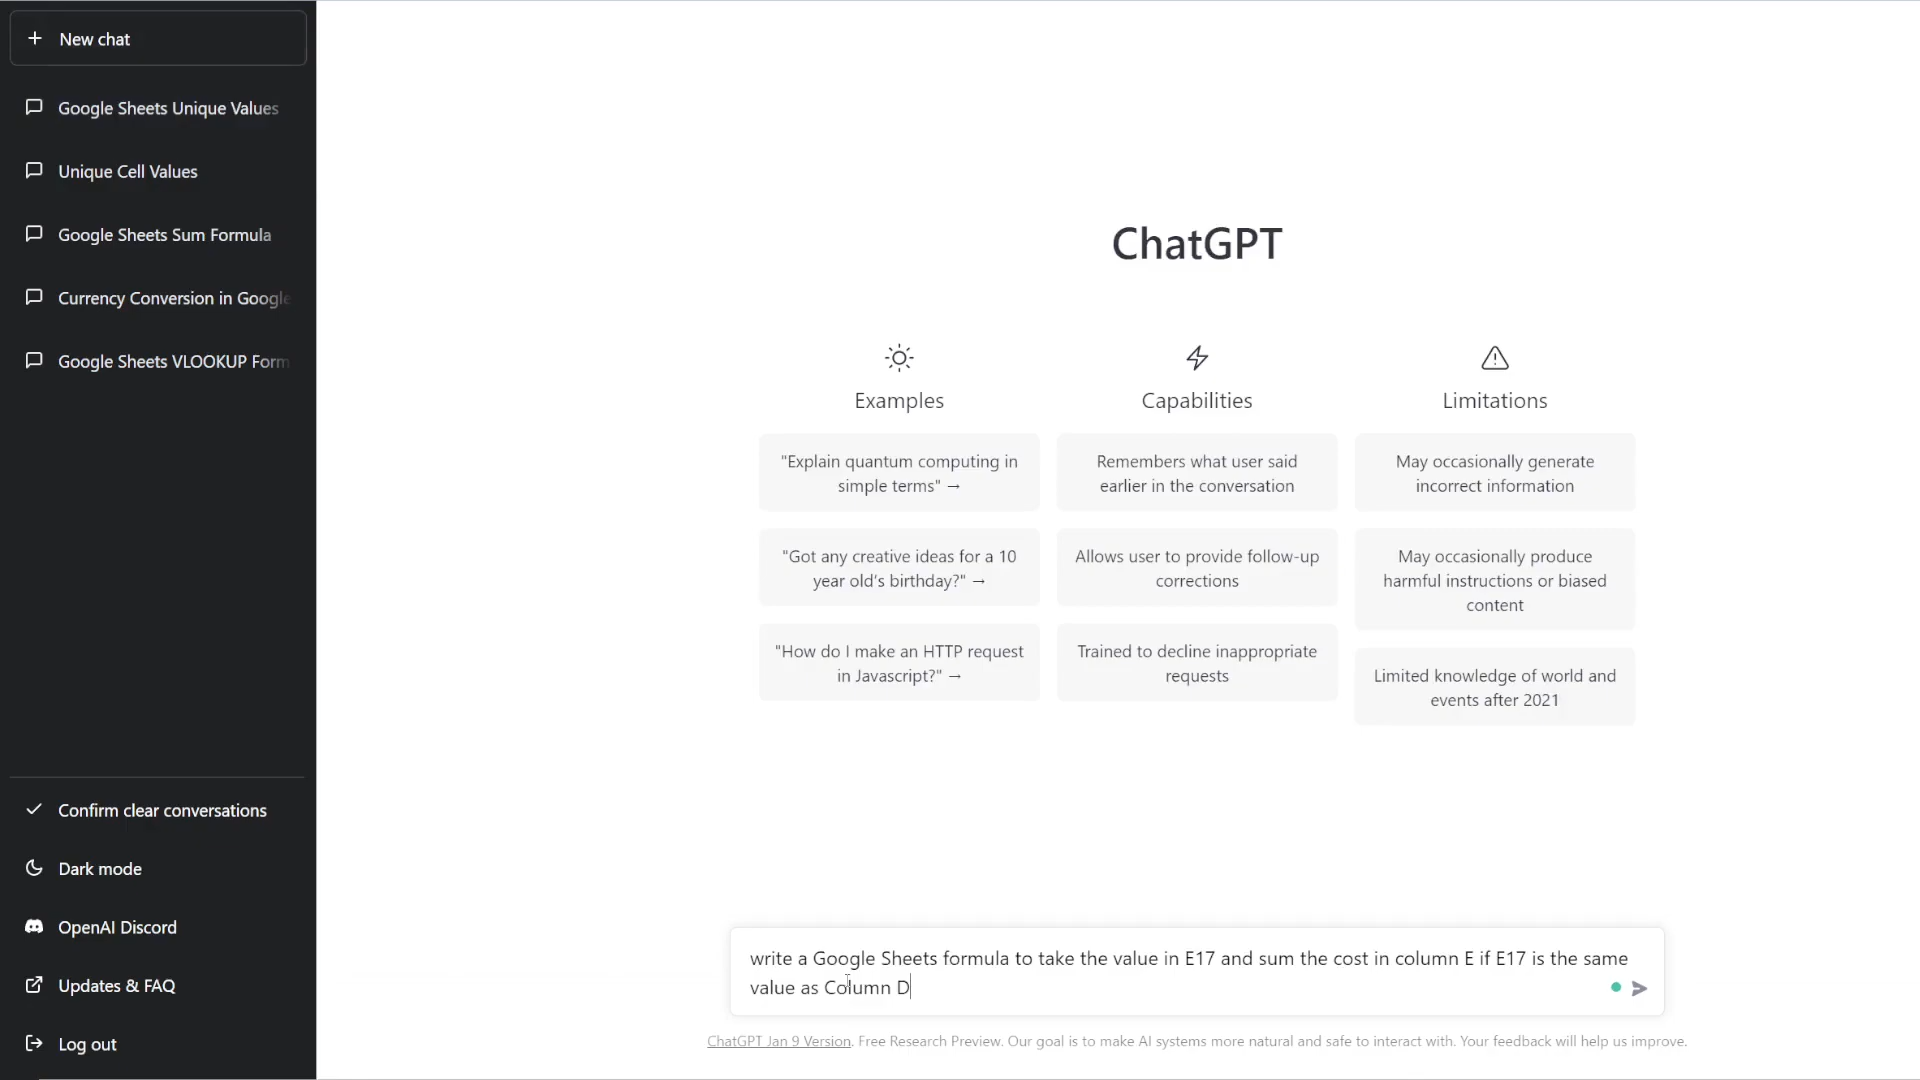 New chat
Google Sheets Unique Values
Unique Cell Values
Google Sheets Sum Formula
Currency Conversion in Google
Google Sheets VLOOKUP Form
Confirm clear conversations
Dark mode
OpenAI Discord
Updates & FAQ
Log out
ChatGPT
Examples
"Explain quantum computing in
simple terms" →
"Got any creative ideas for a 10
year old's birthday?" →
"How do I make an HTTP request
in Javascript?" →
Capabilities
Remembers what user said
earlier in the conversation
Allows user to provide follow-up
corrections
Trained to decline inappropriate
requests
Limitations
May occasionally generate
incorrect information
May occasionally produce
harmful instructions or biased
content
Limited knowledge of world and
events after 2021
write a Google Sheets formula to take the value in E17 and sum the cost in column E if E17 is the same
value as Column D
ChatGPT Jan 9 Version. Free Research Preview. Our goal is to make AI systems more natural and safe to interact with. Your feedback will help us improve.